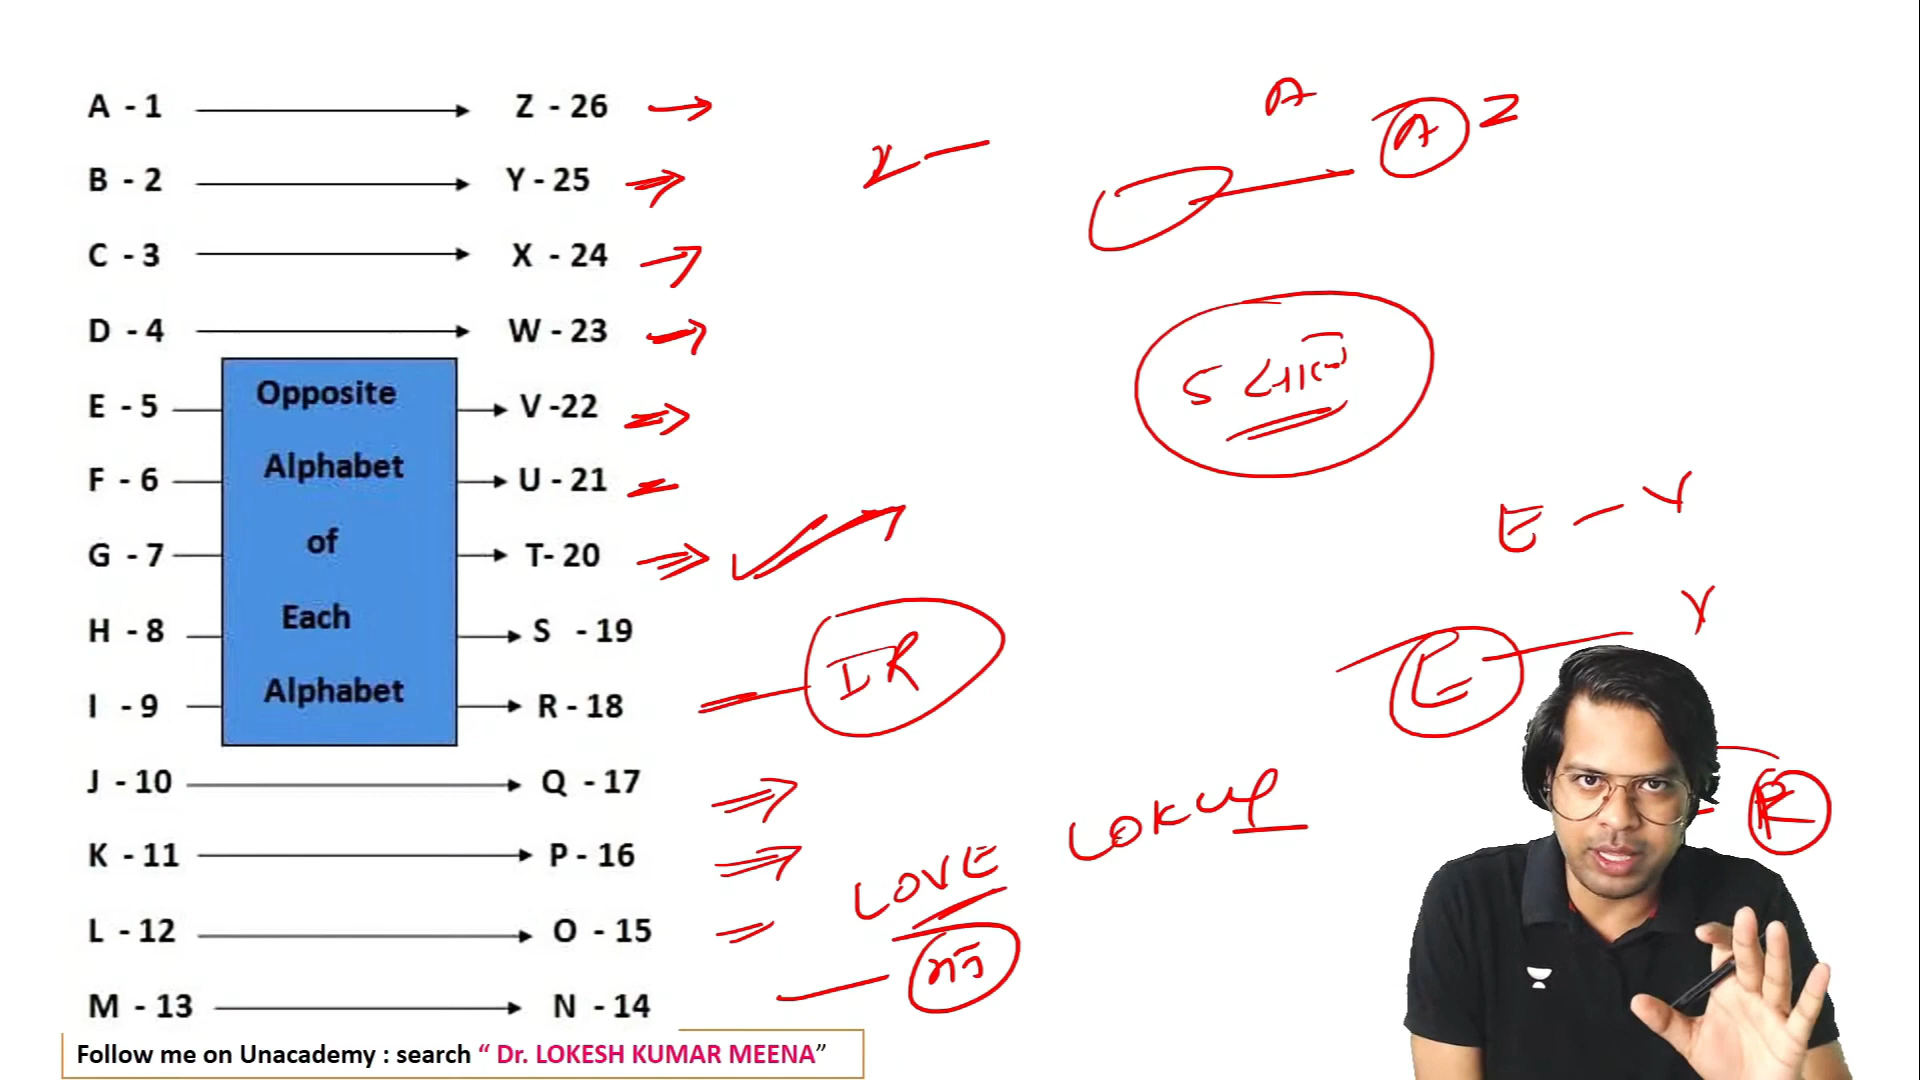 A - 1 Z - 26
B - 2 Y - 25
C - 3 X - 24
D - 4 W - 23
E - 5 V -22
F - 6 U - 21
G - 7 T- 20
H - 8 S - 19
I - 9 R - 18
J - 10 Q - 17
K - 11 P - 16
L - 12 O - 15
M - 13 N - 14
Opposite
Alphabet
of
Each
Alphabet
A
A Z
5
E - V
E
IR
R
LOKUP
LOVE
Follow me on Unacademy : search “ Dr. LOKESH KUMAR MEENA”